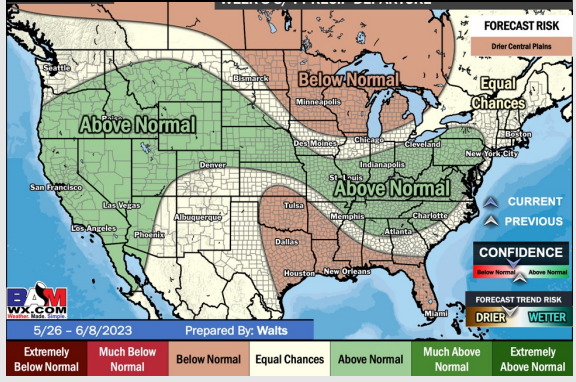 FORECAST RISK
Drier Central Plains
Seattle
Bismarck
Below Normal
Equal
Chances
Minneapolis
Above Normal
Boston
Des Moines
Chicago
Cleveland
New York City
Indianapolis
Denver
St. Louis
Above Normal
San Francisco
Las Vegas
Tulsa
CURRENT
Los Angeles
Albuquerque
Memphis
Charlotte
PREVIOUS
Phoenix
Atlanta
Dallas
CONFIDENCE
Below Normal
Above Normal
Houston
New Orleans
BAM
WX.COM
Weather. Made. Simple.
FORECAST TREND RISK
DRIER
WETTER
Miami
5/26 – 6/8/2023
Prepared By: Walts
Extremely
Below Normal
Much Below
Normal
Below Normal
Equal Chances
Above Normal
Much Above
Normal
Extremely
Above Normal